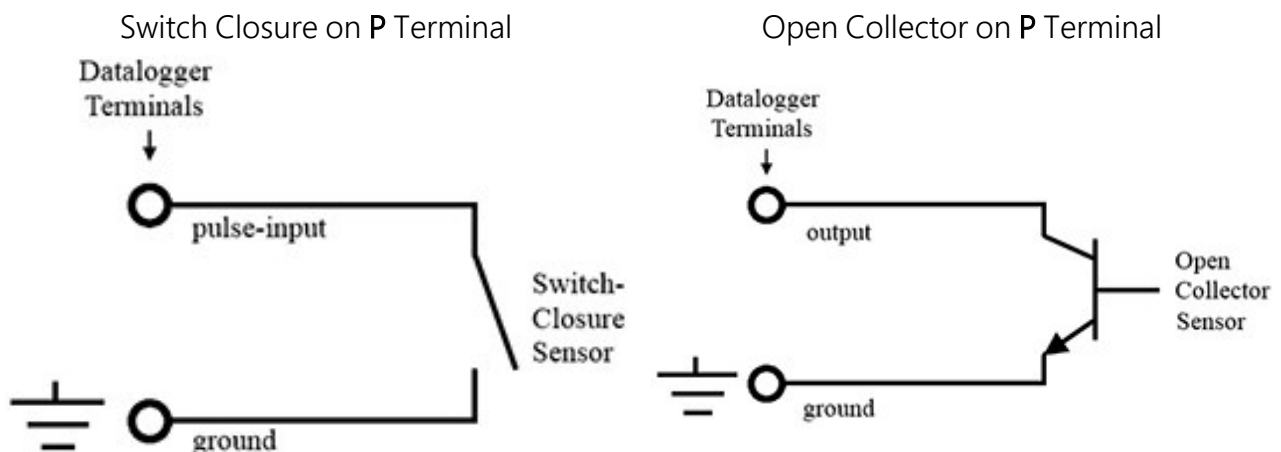 Switch Closure on P Terminal
Datalogger
Terminals
pulse-input
Switch-
Closure
Sensor
ground
Open Collector on P Terminal
Datalogger
Terminals
output
Open
Collector
Sensor
ground